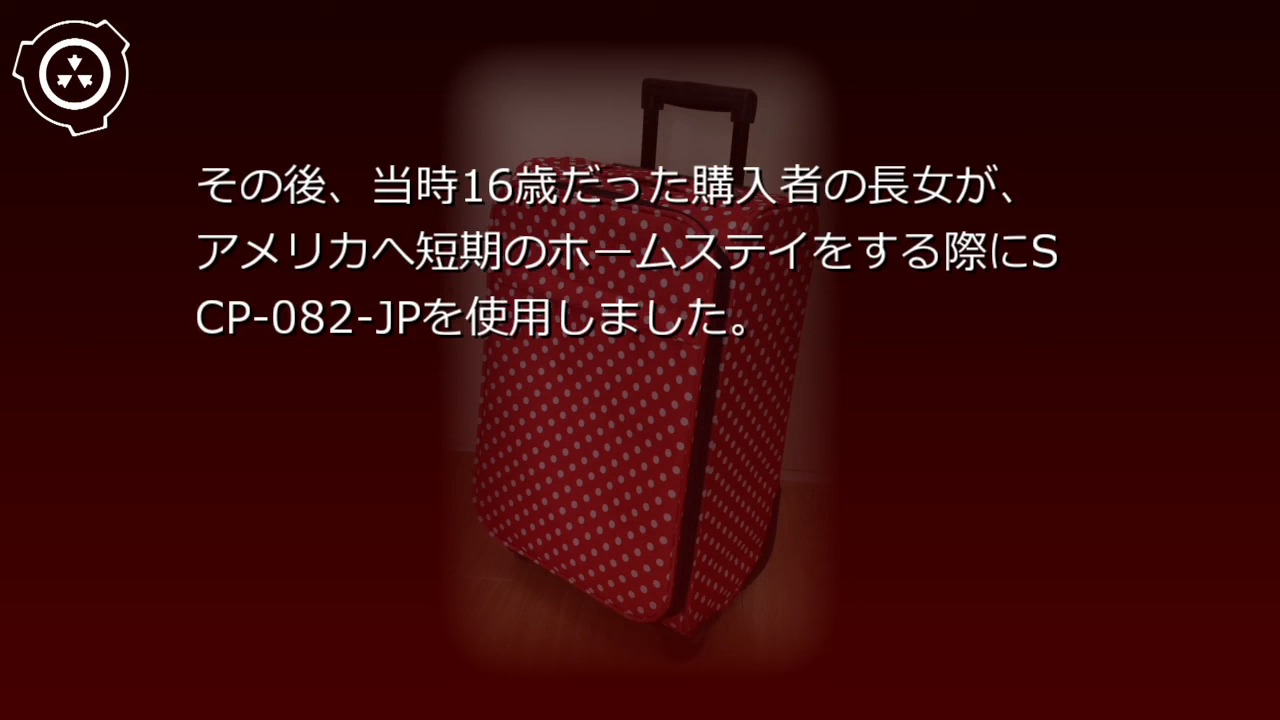 その後、当時16歳だった購入者の長女が、
アメリカへ短期のホームステイをする際にS
CP-082-JPを使用しました。